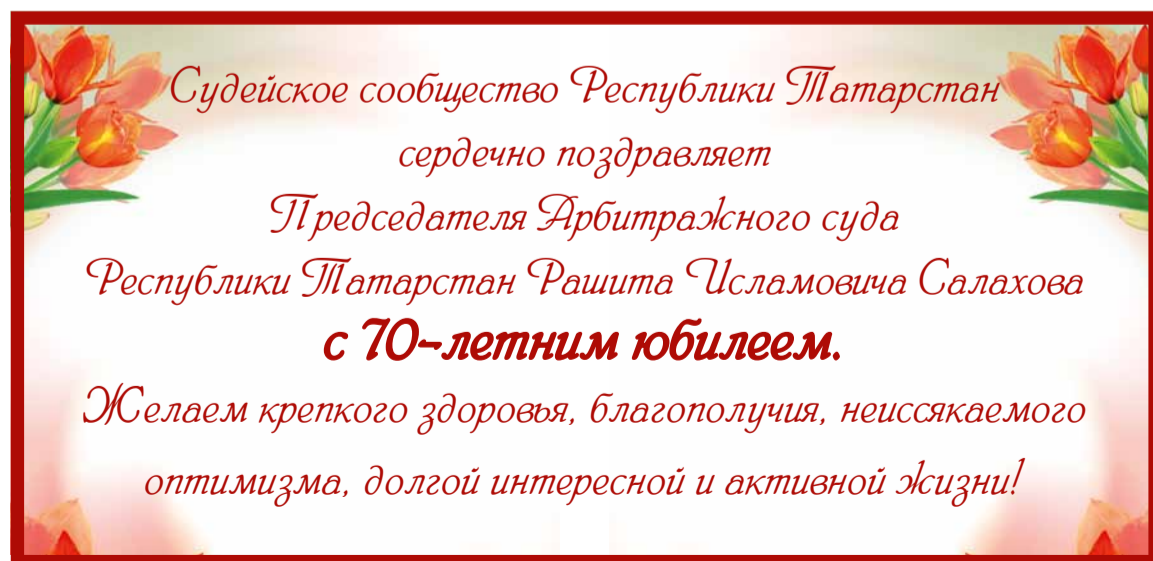 Судейское сообщество Республики Татарстан
сердечно поздравляет
Председателя Арбитражного суда
Республики Татарстан Рашита Исламовича Салахова
с 70-летним юбилеем.
Желаем крепкого здоровья, благополучия, неиссякаемого
оптимизма, долгой интересной и активной жизни!